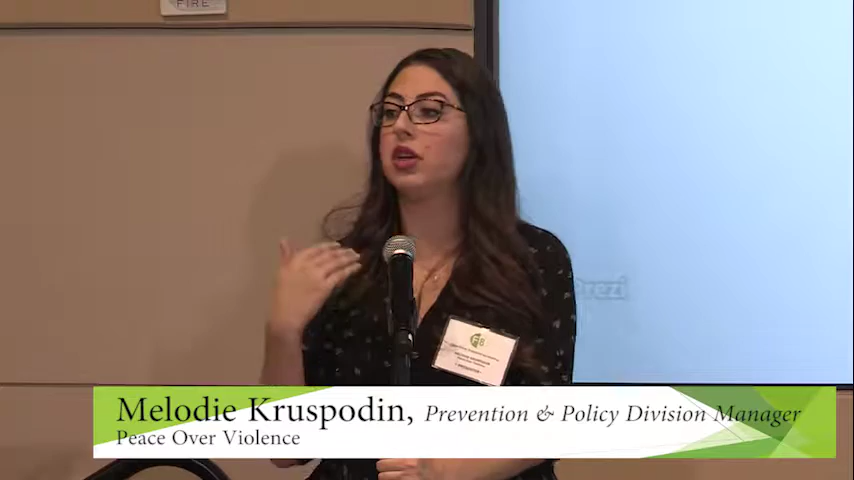 FIRE
Prezi
Melodie Kruspodin, Prevention & Policy Division Manager
Peace Over Violence